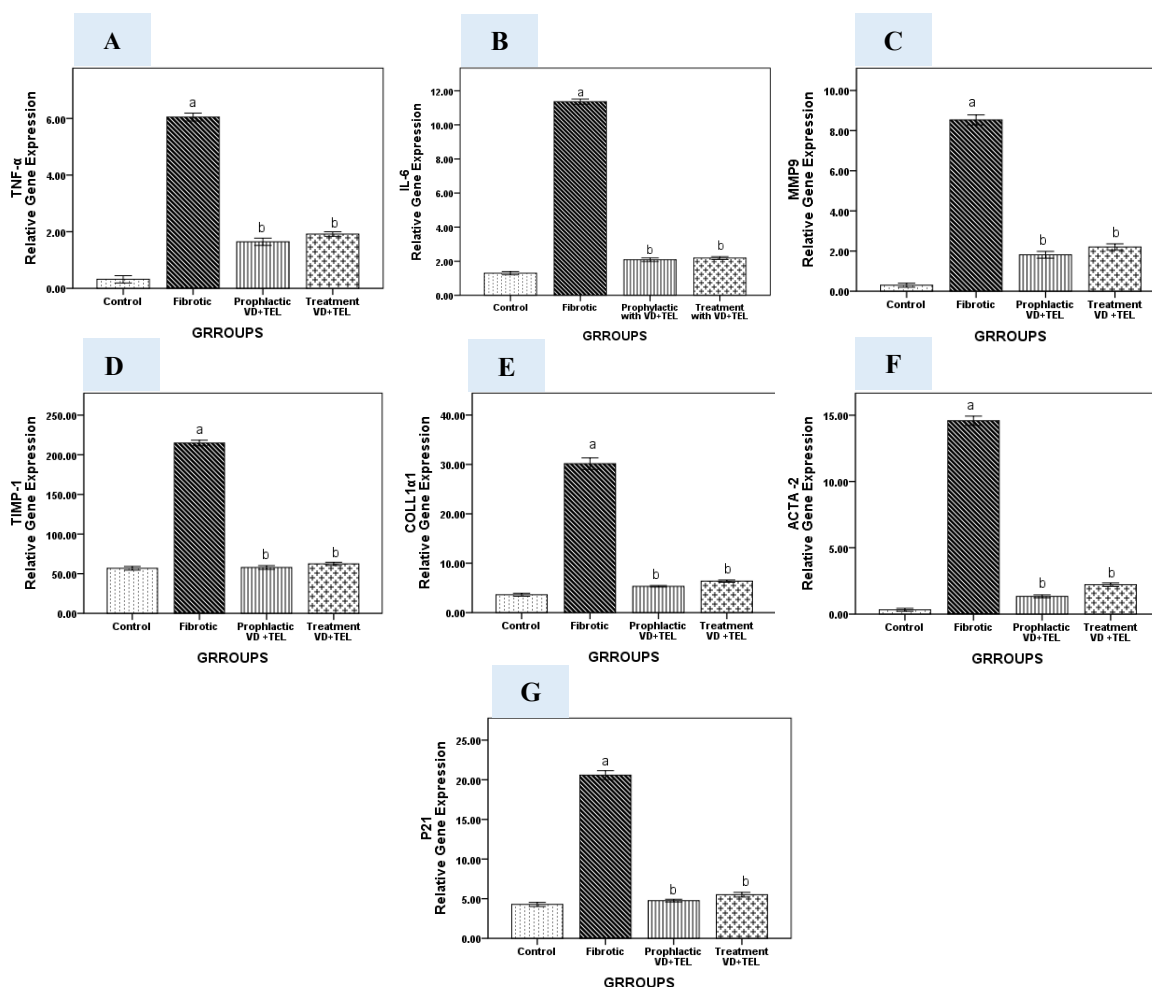 A
TNF-α
Relative Gene Expression
6.00
4.00
2.00
0.00
a
b
b
Control
Fibrotic
Prophlactic
VD+TEL
Treatment
VD+TEL
GRROUPS
B
IL-6
Relative Gene Expression
12.00
10.00
8.00
6.00
4.00
2.00
0.00
a
b
b
Control
Fibrotic
Prophylactic
with VD+TEL
Treatment
with VD+TEL
GRROUPS
C
MMP9
Relative Gene Expression
10.00
8.00
6.00
4.00
2.00
0.00
a
b
b
Control
Fibrotic
Prophlactic
VD+TEL
Treatment
VD +TEL
GRROUPS
D
TIMP-1
Relative Gene Expression
250.00
200.00
150.00
100.00
50.00
0.00
a
b
b
Control
Fibrotic
Prophlactic
VD +TEL
Treatment
VD+TEL
GRROUPS
E
COLL1α1
Relative Gene Expression
40.00
30.00
20.00
10.00
0.00
a
b
b
Control
Fibrotic
Prophlactic
VD+TEL
Treatment
VD +TEL
GRROUPS
F
ACTA -2
Relative Gene Expression
15.00
10.00
5.00
0.00
a
b
b
Control
Fibrotic
Prophlactic
VD+TEL
Treatment
VD +TEL
GRROUPS
G
P21
Relative Gene Expression
25.00
20.00
15.00
10.00
5.00
0.00
a
b
b
Control
Fibrotic
Prophlactic
VD+TEL
Treatment
VD+TEL
GRROUPS